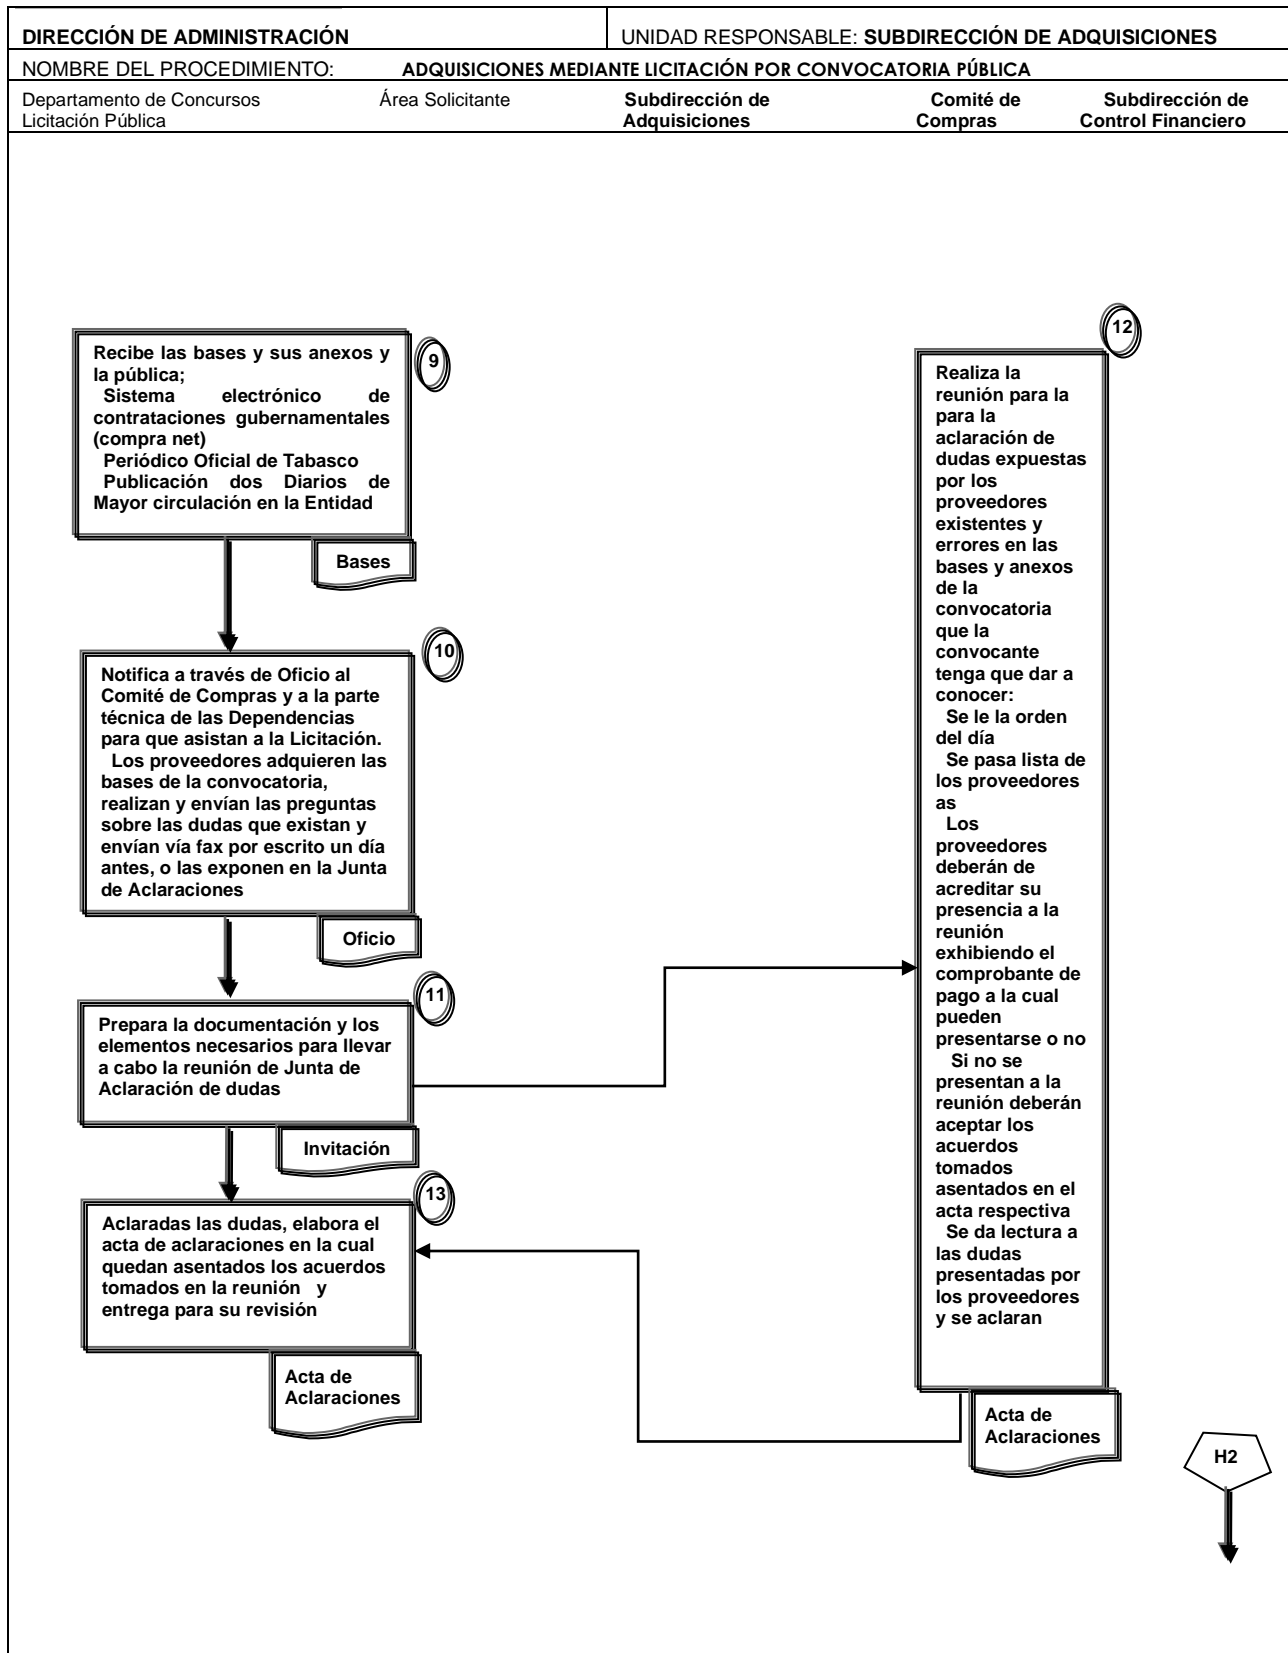 DIRECCIÓN DE ADMINISTRACIÓN
UNIDAD RESPONSABLE: SUBDIRECCIÓN DE ADQUISICIONES
NOMBRE DEL PROCEDIMIENTO: ADQUISICIONES MEDIANTE LICITACIÓN POR CONVOCATORIA PÚBLICA
Departamento de Concursos
Licitación Pública
Área Solicitante
Subdirección de
Adquisiciones
Comité de
Compras
Subdirección de
Control Financiero
9
Recibe las bases y sus anexos y
la pública;
Sistema electrónico de
contrataciones gubernamentales
(compra net)
Periódico Oficial de Tabasco
Publicación dos Diarios de
Mayor circulación en la Entidad
Bases
10
Notifica a través de Oficio al
Comité de Compras y a la parte
técnica de las Dependencias
para que asistan a la Licitación.
Los proveedores adquieren las
bases de la convocatoria,
realizan y envían las preguntas
sobre las dudas que existan y
envían vía fax por escrito un día
antes, o las exponen en la Junta
de Aclaraciones
Oficio
11
Prepara la documentación y los
elementos necesarios para llevar
a cabo la reunión de Junta de
Aclaración de dudas
Invitación
12
Realiza la
reunión para la
para la
aclaración de
dudas expuestas
por los
proveedores
existentes y
errores en las
bases y anexos
de la
convocatoria
que la
convocante
tenga que dar a
conocer:
Se le la orden
del día
Se pasa lista de
los proveedores
as
Los
proveedores
deberán de
acreditar su
presencia a la
reunión
exhibiendo el
comprobante de
pago a la cual
pueden
presentarse o no
Si no se
presentan a la
reunión deberán
aceptar los
acuerdos
tomados
asentados en el
acta respectiva
Se da lectura a
las dudas
presentadas por
los proveedores
y se aclaran
Acta de
Aclaraciones
13
Aclaradas las dudas, elabora el
acta de aclaraciones en la cual
quedan asentados los acuerdos
tomados en la reunión y
entrega para su revisión
Acta de
Aclaraciones
H2